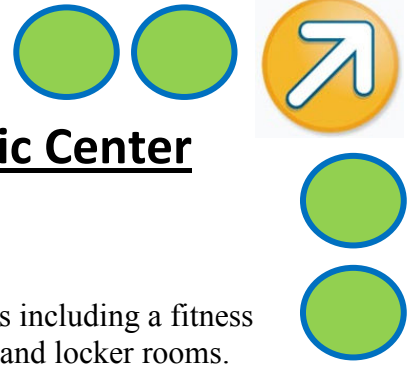 ic Center
s including a fitness
and locker rooms.